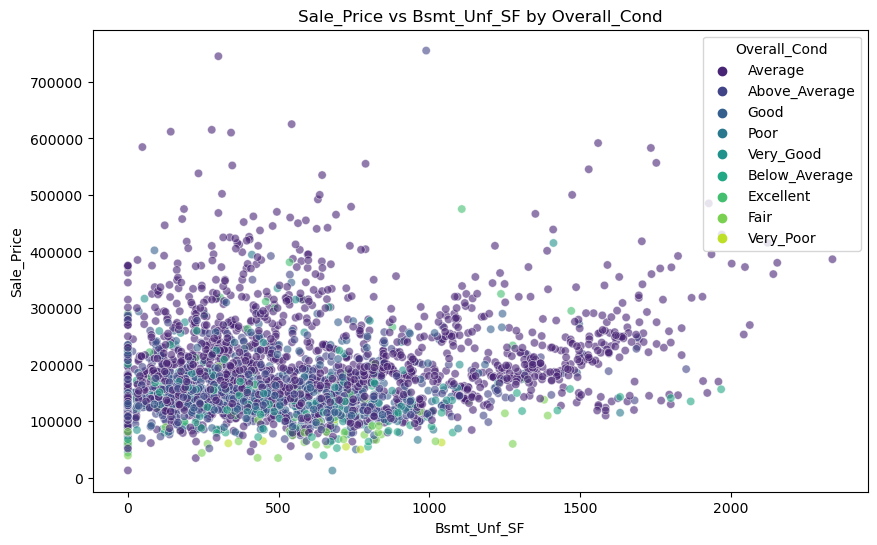 Sale_Price vs Bsmt_Unf_SF by Overall_Cond
Overall_Cond
Average
Above_Average
Good
Poor
Very_Good
Below_Average
Excellent
Fair
Very_Poor
700000
600000
500000
400000
300000
200000
100000
0
Sale_Price
0 500 1000 1500 2000
Bsmt_Unf_SF